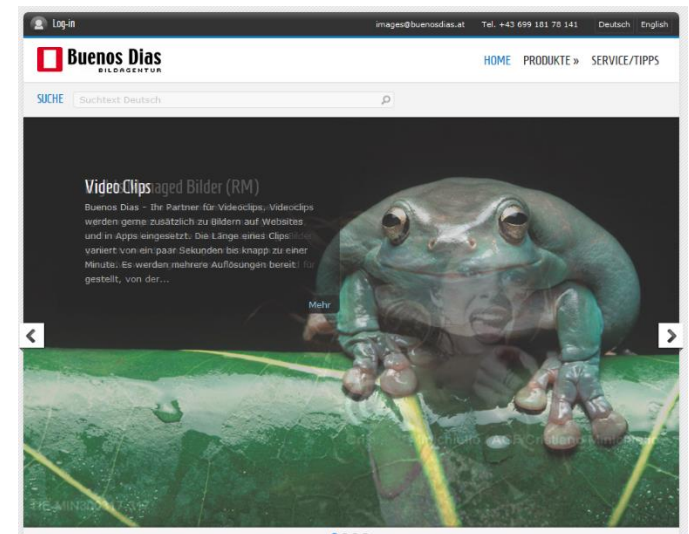 Log-in
images@buenosdias.at Tel. +43 699 181 78 141 Deutsch English
Buenos Dias
BILDAGENTUR
HOME PRODUKTE » SERVICE/TIPPS
SUCHE Suchtext Deutsch
Video Clips
Managed Bilder (RM)
Buenos Dias - Ihr Partner für Videoclips. Videoclips
werden gerne zusätzlich zu Bildern auf Websites
und in Apps eingesetzt. Die Länge eines Clips
variiert von ein paar Sekunden bis knapp zu einer
Minute. Es werden mehrere Auflösungen bereit
gestellt, von der...
Mehr